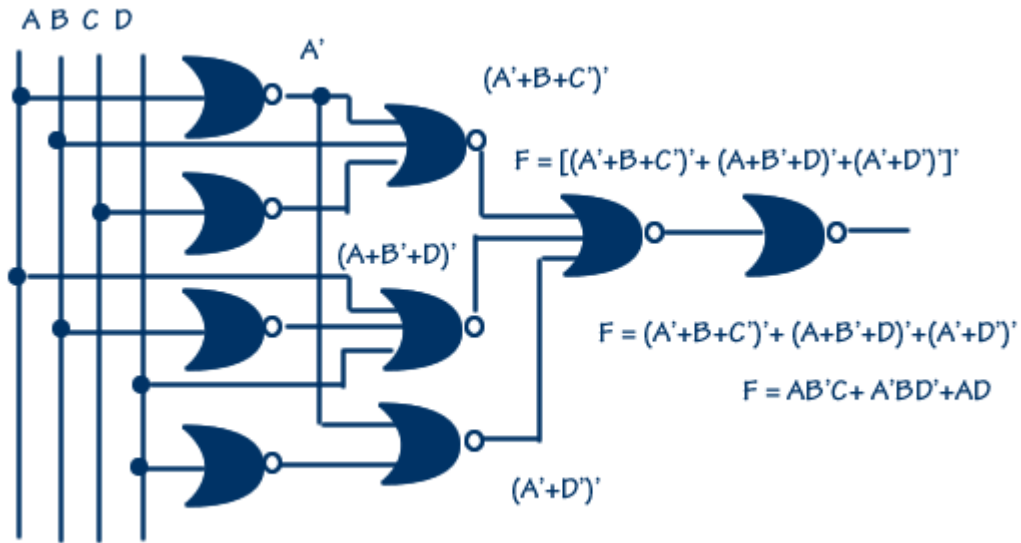 A B C D
A'
(A'+B+C')'
F = [(A'+B+C')'+ (A+B'+D)'+(A'+D')']'
(A+B'+D)'
F = (A'+B+C')'+ (A+B'+D)'+(A'+D')'
F = AB'C+ A'BD'+AD
(A'+D')'